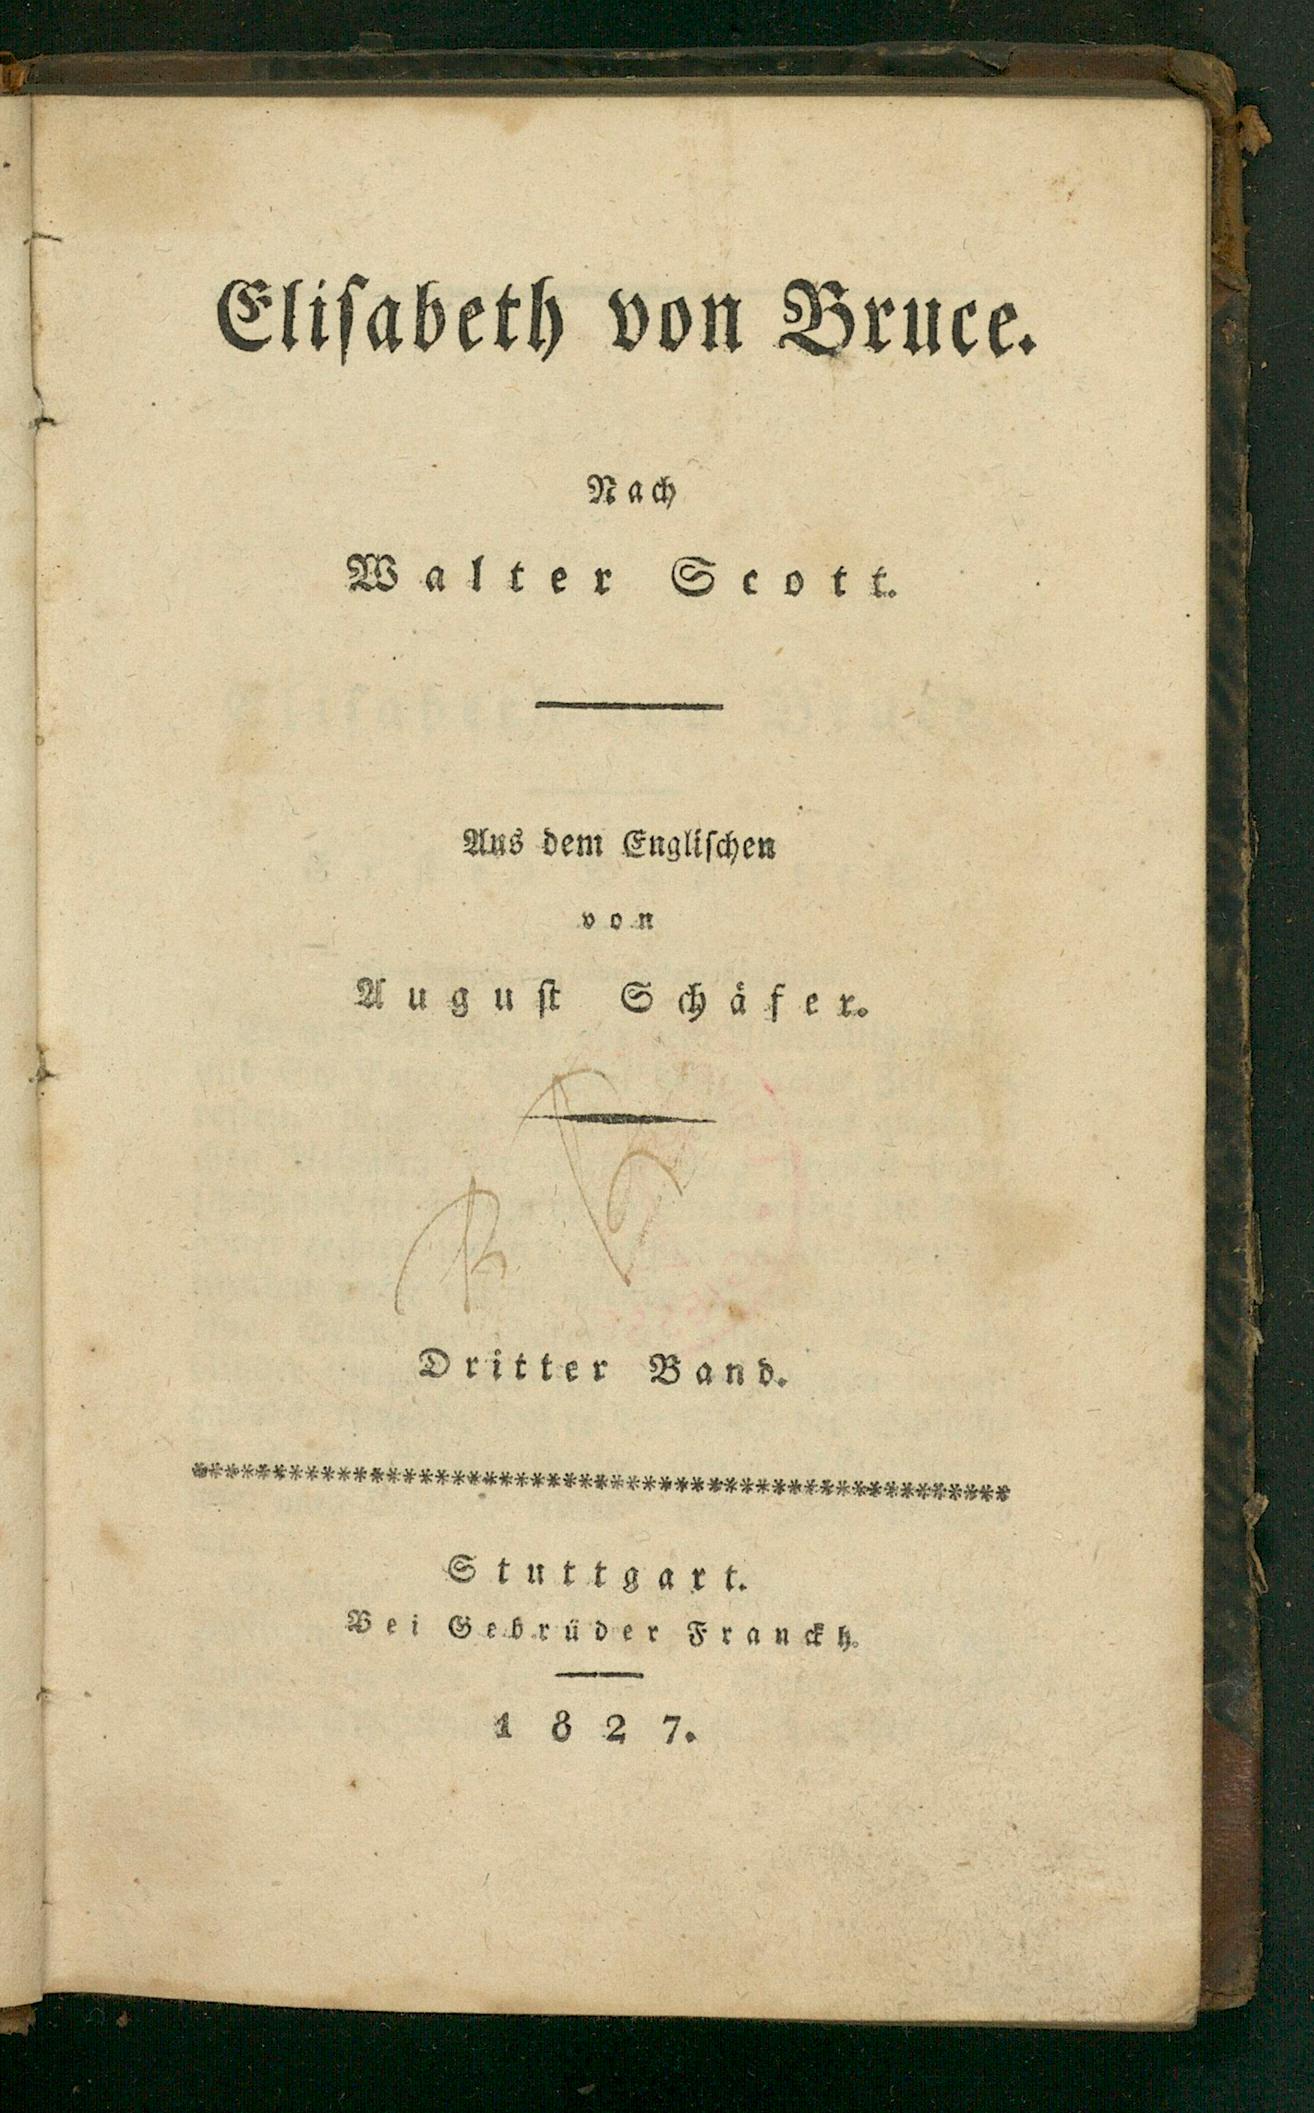 Eliſabeth von Bruce.
Nach
Walter Scott.
Aus dem Engliſchen
von
Auguſt Schäfer.
Dritter Band.
Stuttgart.
Bei Gebrüder Franckh.
1827.